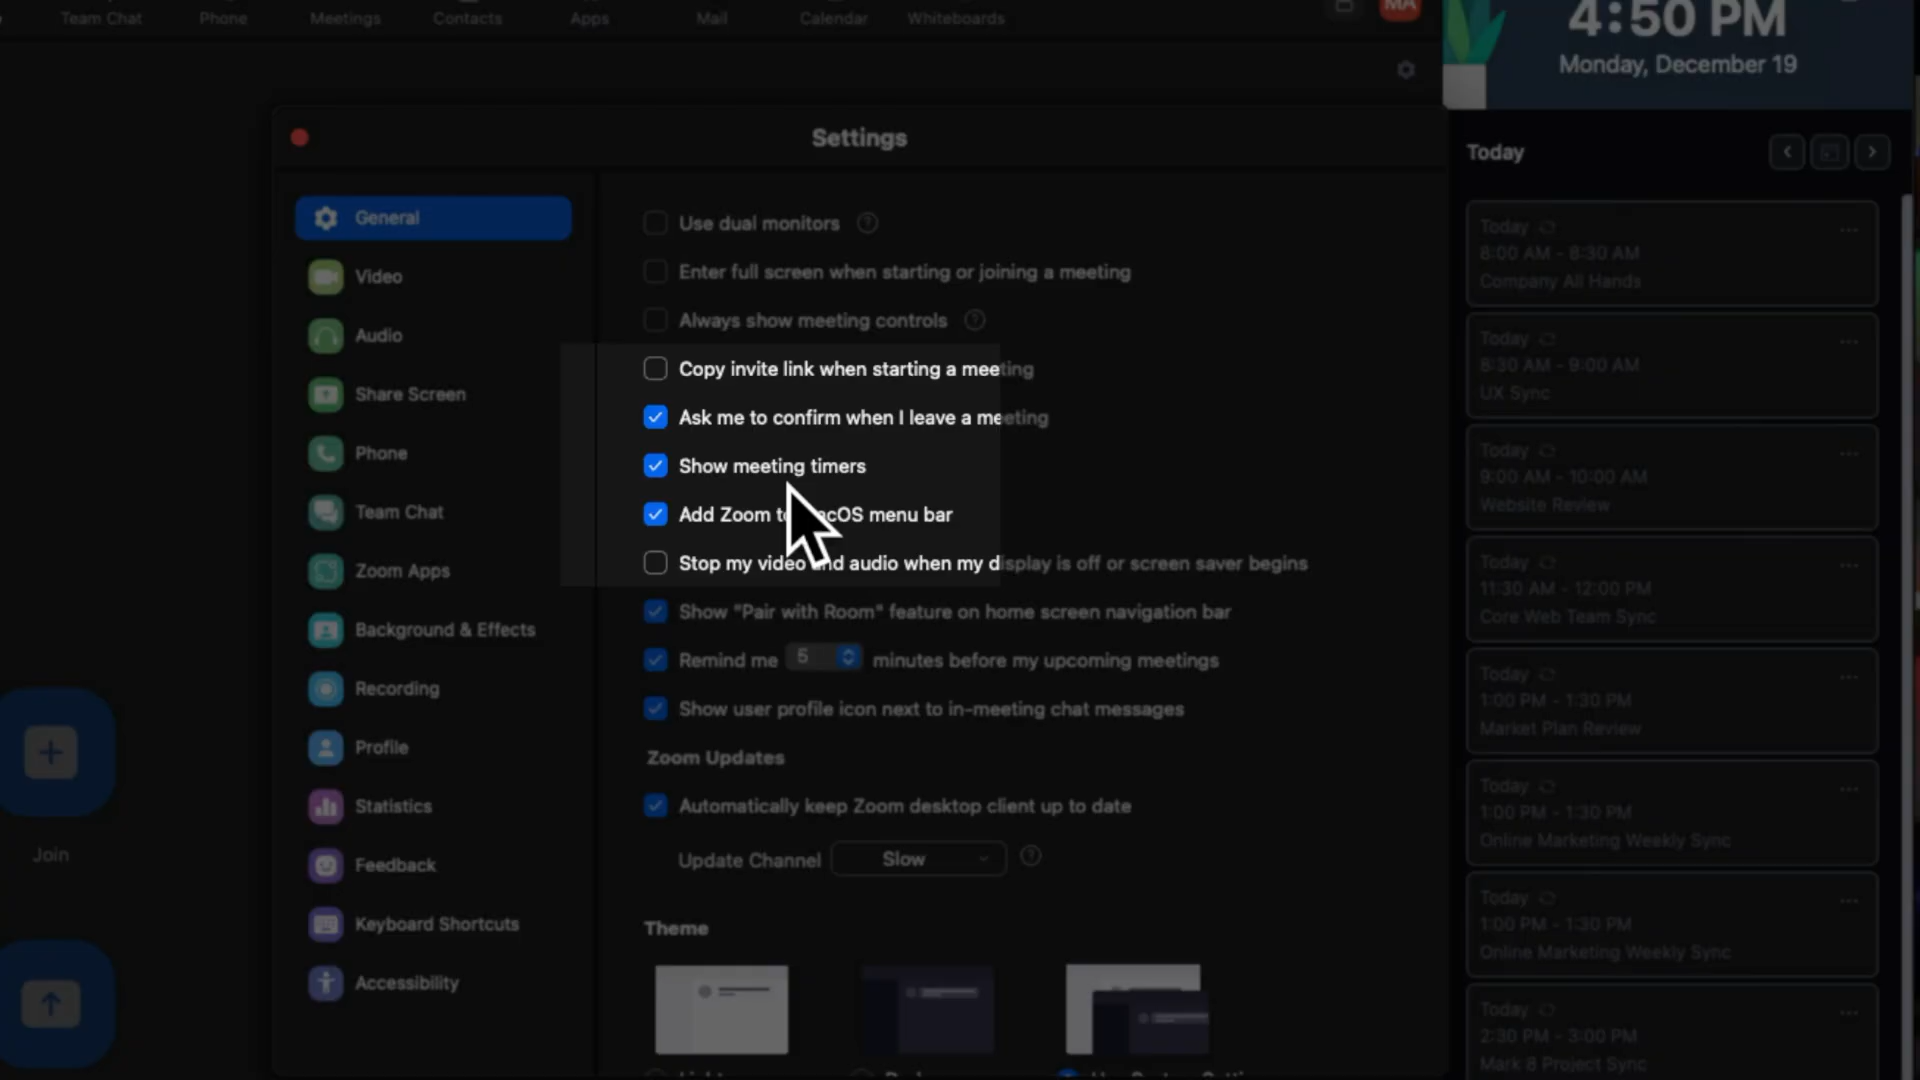 Team Chat
Phone
Meetings
Contacts
Apps
Mail
Calendar
Whiteboards
MA
4:50 PM
Monday, December 19
Settings
General
Video
Audio
Share Screen
Phone
Team Chat
Zoom Apps
Background & Effects
Recording
Profile
Statistics
Feedback
Keyboard Shortcuts
Accessibility
Join
Use dual monitors
Enter full screen when starting or joining a meeting
Always show meeting controls
Copy invite link when starting a meeting
Ask me to confirm when I leave a meeting
Show meeting timers
Add Zoom t cOS menu bar
Stop my video nd audio when my display is off or screen saver begins
Show "Pair with Room" feature on home screen navigation bar
Remind me 5 minutes before my upcoming meetings
Show user profile icon next to in-meeting chat messages
Zoom Updates
Automatically keep Zoom desktop client up to date
Update Channel Slow
Theme
Today
Today
8:00 AM - 8:30 AM
Company All Hands
Today
8:30 AM - 9:00 AM
UX Sync
Today
9:00 AM - 10:00 AM
Website Review
Today
11:30 AM - 12:00 PM
Core Web Team Sync
Today
1:00 PM - 1:30 PM
Market Plan Review
Today
1:00 PM - 1:30 PM
Online Marketing Weekly Sync
Today
1:00 PM - 1:30 PM
Online Marketing Weekly Sync
Today
2:30 PM - 3:00 PM
Mark 8 Project Sync